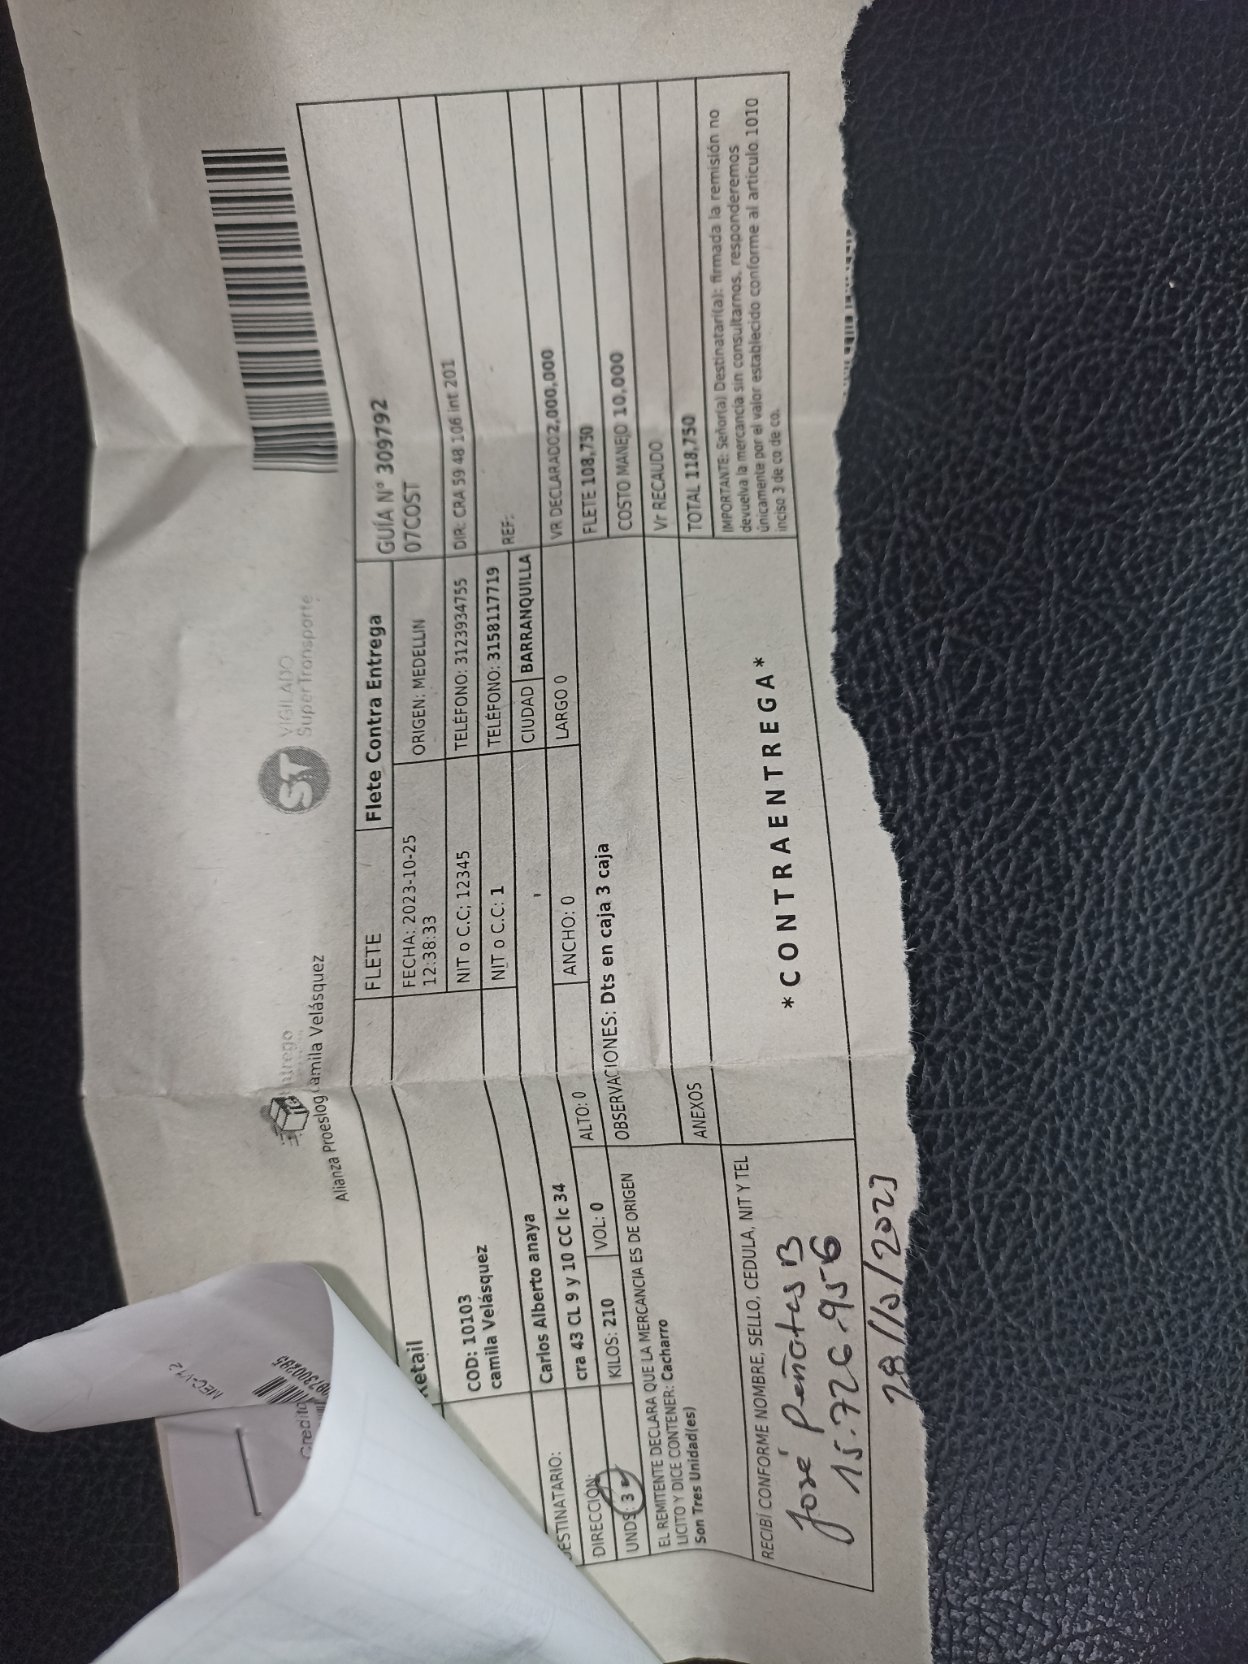 VIGILADO
SuperTransporte
Alianza Proeslog
Camila Velásquez
FLETE
Flete Contra Entrega
GUÍA N° 309792
07COST
FECHA: 2023-10-25
12:38:33
ORIGEN: MEDELLIN
COD: 10103
camila Velásquez
NIT o C.C: 12345
TELÉFONO: 3123934755
DIR: CRA 59 48 106 int 201
Carlos Alberto anaya
NIT o C.C: 1
TELÉFONO: 3158117719
REF:
DIRECCIÓN:
cra 43 CL 9 y 10 CC lc 34
CIUDAD
BARRANQUILLA
UNDS: 3
KILOS: 210
VOL: 0
ALTO: 0
ANCHO: 0
LARGO 0
VR DECLARADO2,000,000
EL REMITENTE DECLARA QUE LA MERCANCIA ES DE ORIGEN
LICITO Y DICE CONTENER: Cacharro
Son Tres Unidad(es)
OBSERVACIONES: Dts en caja 3 caja
FLETE 108,750
COSTO MANEJO 10,000
Vr RECAUDO
ANEXOS
TOTAL 118,750
RECIBÍ CONFORME NOMBRE, SELLO, CEDULA, NIT Y TEL
José Peñates B
15.726.956
28/10/2023
*CONTRAENTREGA*
IMPORTANTE: Señor(a) Destinatari(a): firmada la remisión no
devuelva la mercancia sin consultarnos, responderemos
únicamente por el valor establecido conforme al artículo 1010
inciso 3 de co de co.